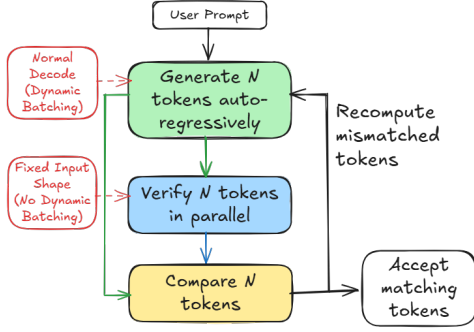 User Prompt
Normal
Decode
(Dynamic
Batching)
Generate N
tokens auto-
regressively
Recompute
mismatched
tokens
Fixed Input
Shape
(No Dynamic
Batching)
Verify N tokens
in parallel
Compare N
tokens
Accept
matching
tokens